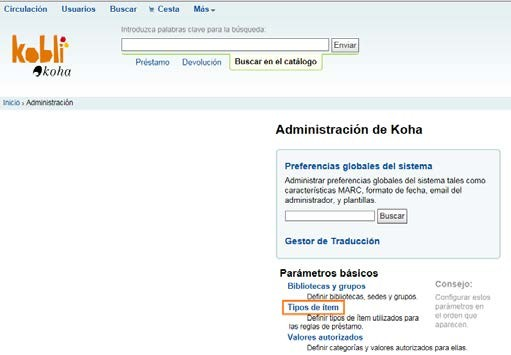 Circulación Usuarios Buscar Cesta Más
Introduzca palabras clave para la búsqueda:
Enviar
Préstamo Devolución Buscar en el catálogo
kobli
koha
Inicio › Administración
Administración de Koha
Preferencias globales del sistema
Administrar preferencias globales del sistema tales como
características MARC, formato de fecha, email del
administrador, y plantillas.
Buscar
Gestor de Traducción
Parámetros básicos
Bibliotecas y grupos
Definir bibliotecas, sedes y grupos.
Tipos de ítem
Definir tipos de ítem utilizados para
las reglas de préstamo.
Valores autorizados
Definir categorías y valores autorizados para ellas.
Consejo:
Configurar estos
parámetros en
el orden que
aparecen.